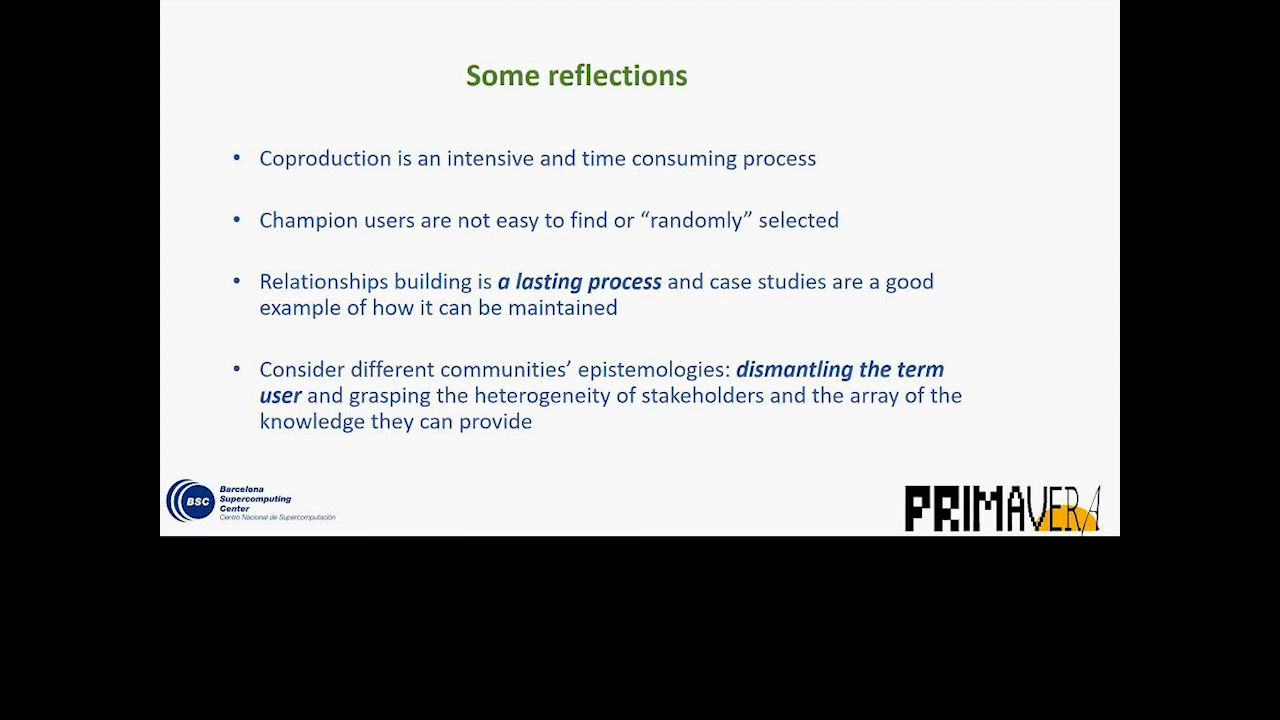 Some reflections
• Coproduction is an intensive and time consuming process
• Champion users are not easy to find or “randomly” selected
• Relationships building is a lasting process and case studies are a good
example of how it can be maintained
• Consider different communities’ epistemologies: dismantling the term
user and grasping the heterogeneity of stakeholders and the array of the
knowledge they can provide
BSC
Barcelona
Supercomputing
Center
Centro Nacional de Supercomputación
PRIMAVERA